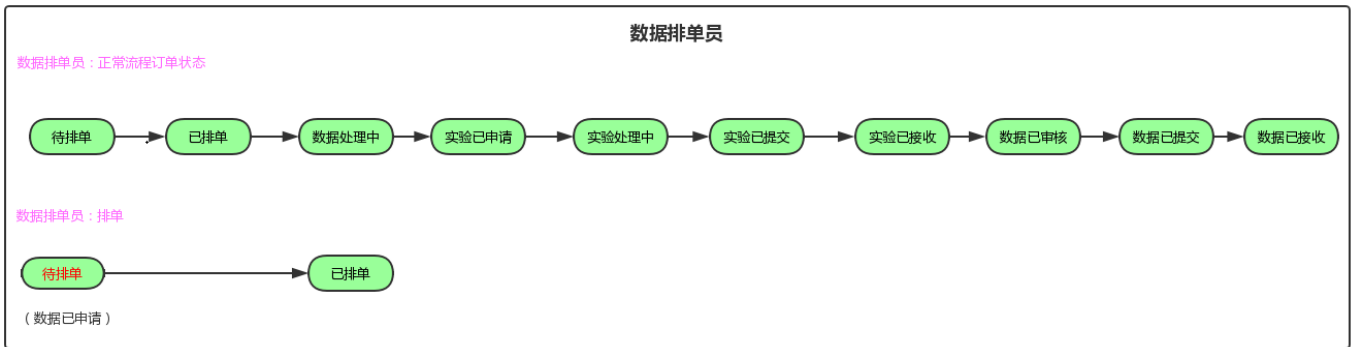 数据排单员
数据排单员：正常流程订单状态
待排单 已排单 数据处理中 实验已申请 实验处理中 实验已提交 实验已接收 数据已审核 数据已提交 数据已接收
数据排单员：排单
待排单 已排单
（数据已申请）